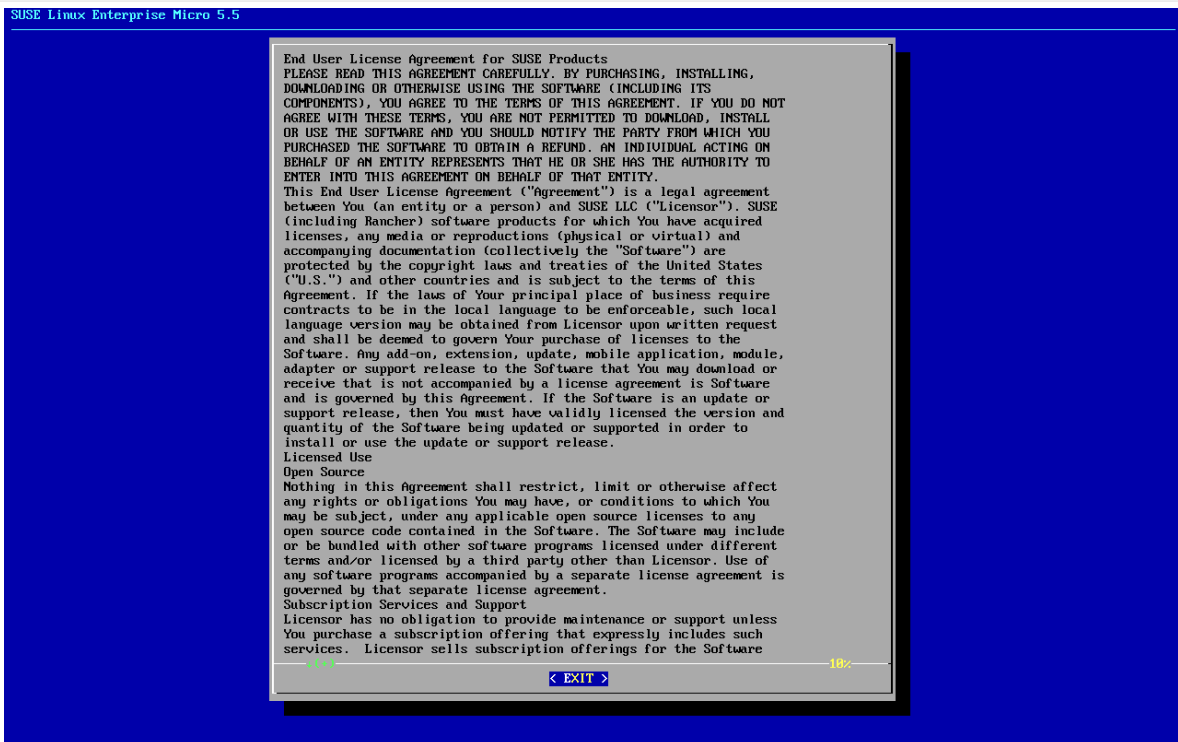 SUSE Linux Enterprise Micro 5.5
End User License Agreement for SUSE Products
PLEASE READ THIS AGREEMENT CAREFULLY. BY PURCHASING, INSTALLING,
DOWNLOADING OR OTHERWISE USING THE SOFTWARE (INCLUDING ITS
COMPONENTS), YOU AGREE TO THE TERMS OF THIS AGREEMENT. IF YOU DO NOT
AGREE WITH THESE TERMS, YOU ARE NOT PERMITTED TO DOWNLOAD, INSTALL
OR USE THE SOFTWARE AND YOU SHOULD NOTIFY THE PARTY FROM WHICH YOU
PURCHASED THE SOFTWARE TO OBTAIN A REFUND. AN INDIVIDUAL ACTING ON
BEHALF OF AN ENTITY REPRESENTS THAT HE OR SHE HAS THE AUTHORITY TO
ENTER INTO THIS AGREEMENT ON BEHALF OF THAT ENTITY.
This End User License Agreement ("Agreement") is a legal agreement
between You (an entity or a person) and SUSE LLC ("Licensor"). SUSE
(including Rancher) software products for which You have acquired
licenses, any media or reproductions (physical or virtual) and
accompanying documentation (collectively the "Software") are
protected by the copyright laws and treaties of the United States
("U.S.") and other countries and is subject to the terms of this
Agreement. If the laws of Your principal place of business require
contracts to be in the local language to be enforceable, such local
language version may be obtained from Licensor upon written request
and shall be deemed to govern Your purchase of licenses to the
Software. Any add-on, extension, update, mobile application, module,
adapter or support release to the Software that You may download or
receive that is not accompanied by a license agreement is Software
and is governed by this Agreement. If the Software is an update or
support release, then You must have validly licensed the version and
quantity of the Software being updated or supported in order to
install or use the update or support release.
Licensed Use
Open Source
Nothing in this Agreement shall restrict, limit or otherwise affect
any rights or obligations You may have, or conditions to which You
may be subject, under any applicable open source licenses to any
open source code contained in the Software. The Software may include
or be bundled with other software programs licensed under different
terms and/or licensed by a third party other than Licensor. Use of
any software programs accompanied by a separate license agreement is
governed by that separate license agreement.
Subscription Services and Support
Licensor has no obligation to provide maintenance or support unless
You purchase a subscription offering that expressly includes such
services.  Licensor sells subscription offerings for the Software
↓(+) 10%
< EXIT >